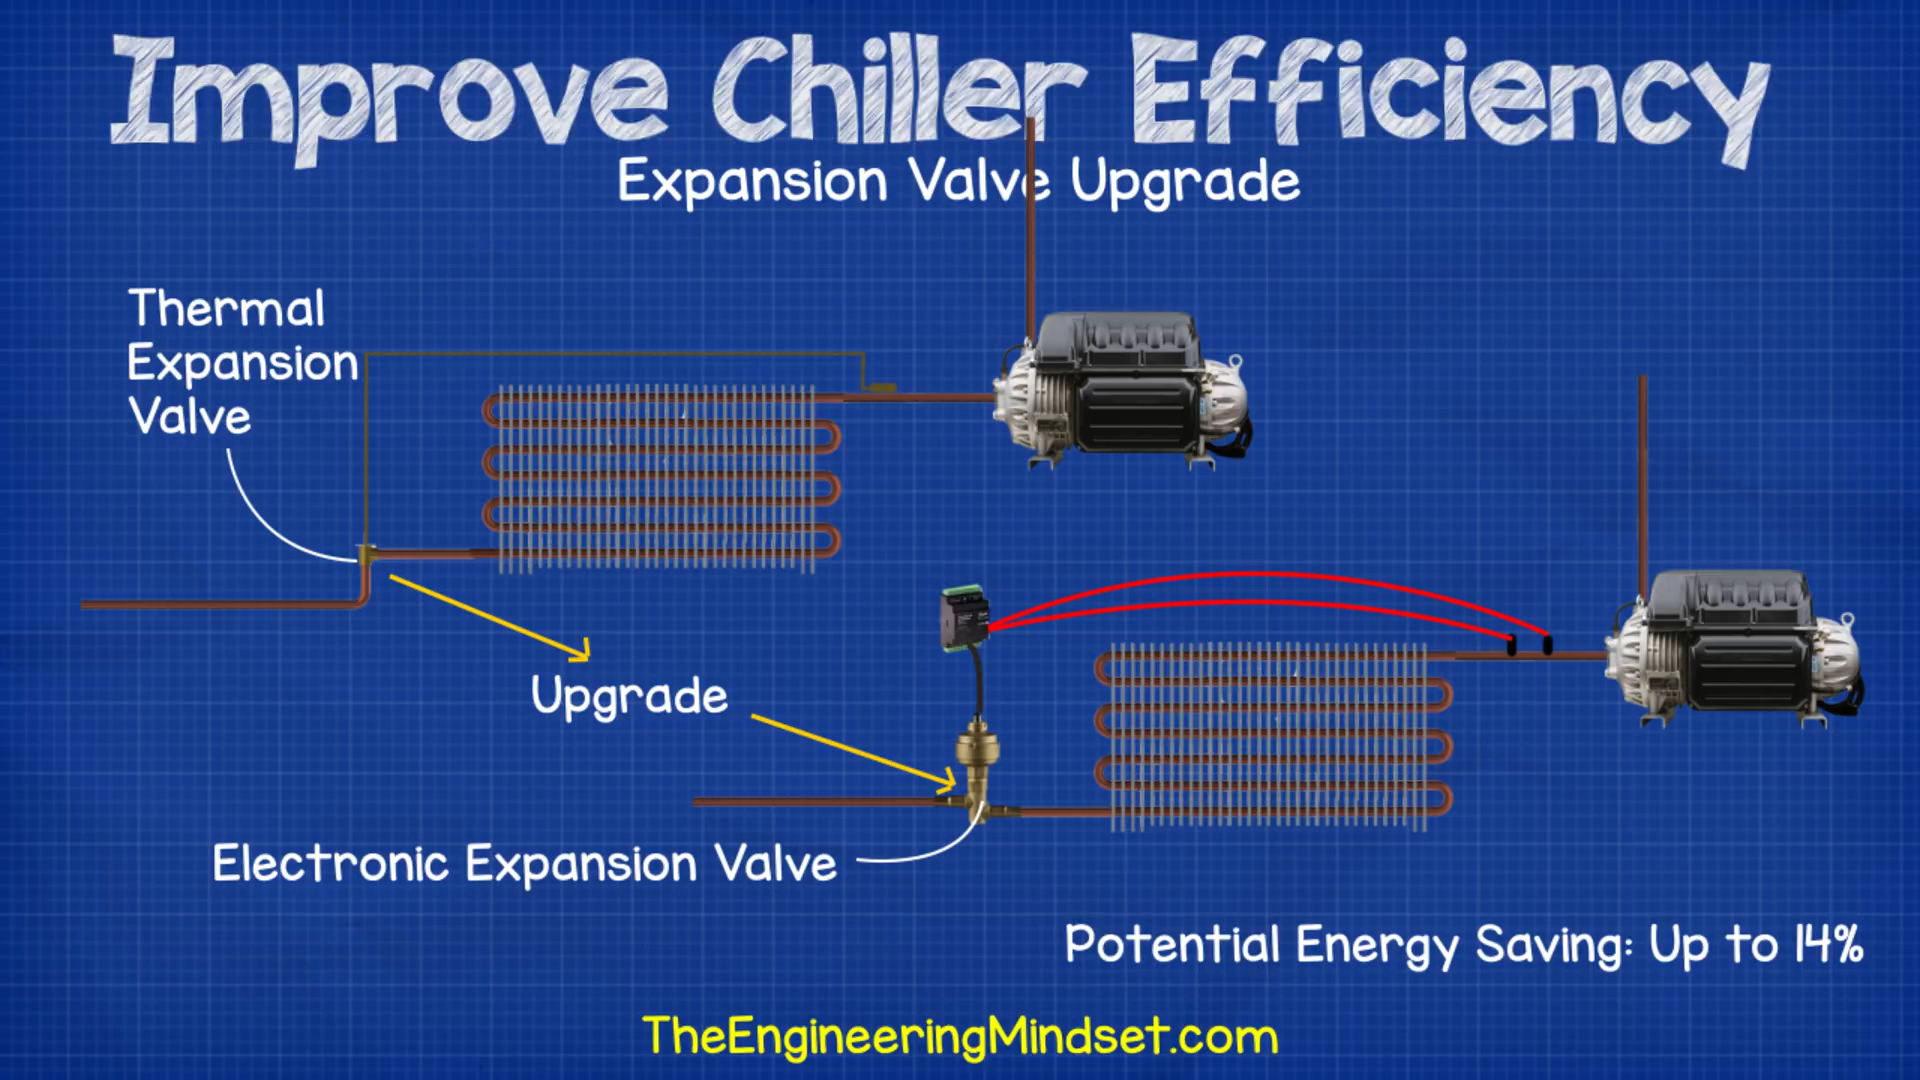 Improve Chiller Efficiency
Expansion Valve Upgrade
Thermal
Expansion
Valve
Upgrade
Electronic Expansion Valve
Potential Energy Saving: Up to 14%
TheEngineeringMindset.com